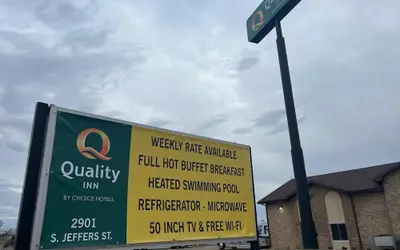 Quality
INN
BY CHOICE HOTELS
2901
S. JEFFERS ST.
WEEKLY RATE AVAILABLE
FULL HOT BUFFET BREAKFAST
HEATED SWIMMING POOL
REFRIGERATOR - MICROWAVE
50 INCH TV & FREE WI-FI